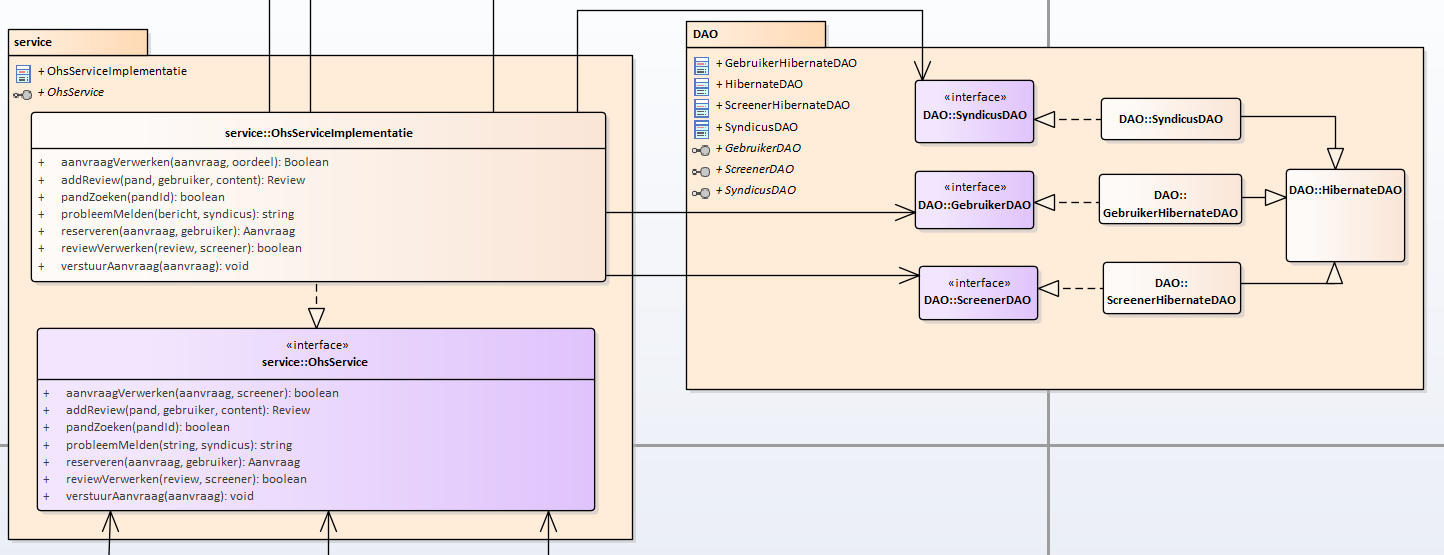 service
+ OhsServiceImplementatie
+ OhsService
service::OhsServiceImplementatie
+ aanvraagVerwerken(aanvraag, oordeel): Boolean
+ addReview(pand, gebruiker, content): Review
+ pandZoeken(pandId): boolean
+ probleemMelden(bericht, syndicus): string
+ reserveren(aanvraag, gebruiker): Aanvraag
+ reviewVerwerken(review, screener): boolean
+ verstuurAanvraag(aanvraag): void
«interface»
service::OhsService
+ aanvraagVerwerken(aanvraag, screener): boolean
+ addReview(pand, gebruiker, content): Review
+ pandZoeken(pandId): boolean
+ probleemMelden(string, syndicus): string
+ reserveren(aanvraag, gebruiker): Aanvraag
+ reviewVerwerken(review, screener): boolean
+ verstuurAanvraag(aanvraag): void
DAO
+ GebruikerHibernateDAO
+ HibernateDAO
+ ScreenerHibernateDAO
+ SyndicusDAO
+ GebruikerDAO
+ ScreenerDAO
+ SyndicusDAO
«interface»
DAO::SyndicusDAO
DAO::SyndicusDAO
«interface»
DAO::GebruikerDAO
DAO::
GebruikerHibernateDAO
DAO::HibernateDAO
«interface»
DAO::ScreenerDAO
DAO::
ScreenerHibernateDAO